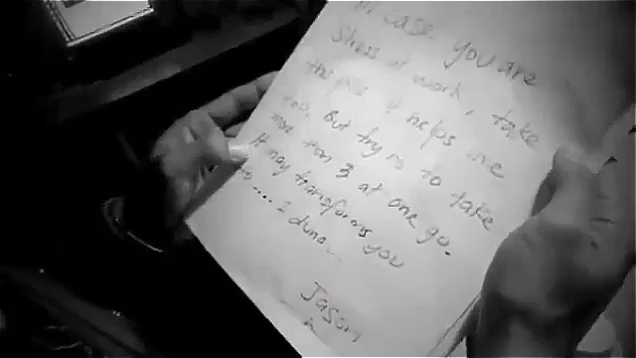 In case you are
stress at work, take
the pills it helps me
too. But try not to take
more than 3 at one go.
It may transforms you
to.... i dunno..
Jason